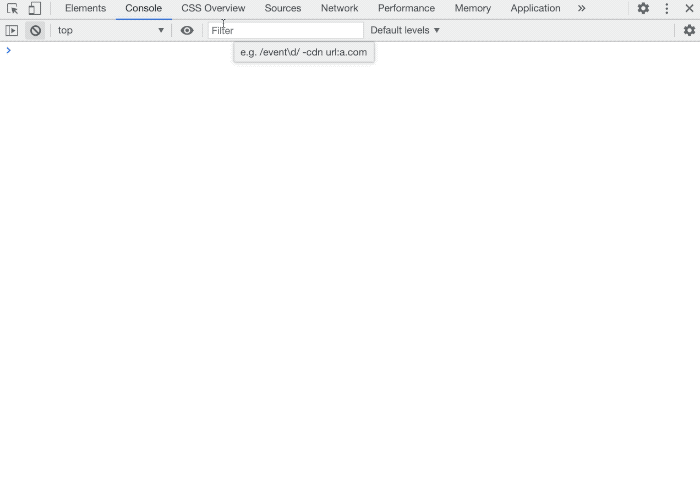 Elements Console CSS Overview Sources Network Performance Memory Application »
top ▼ Filter Default levels ▼
e.g. /event\d/ -cdn url:a.com
>